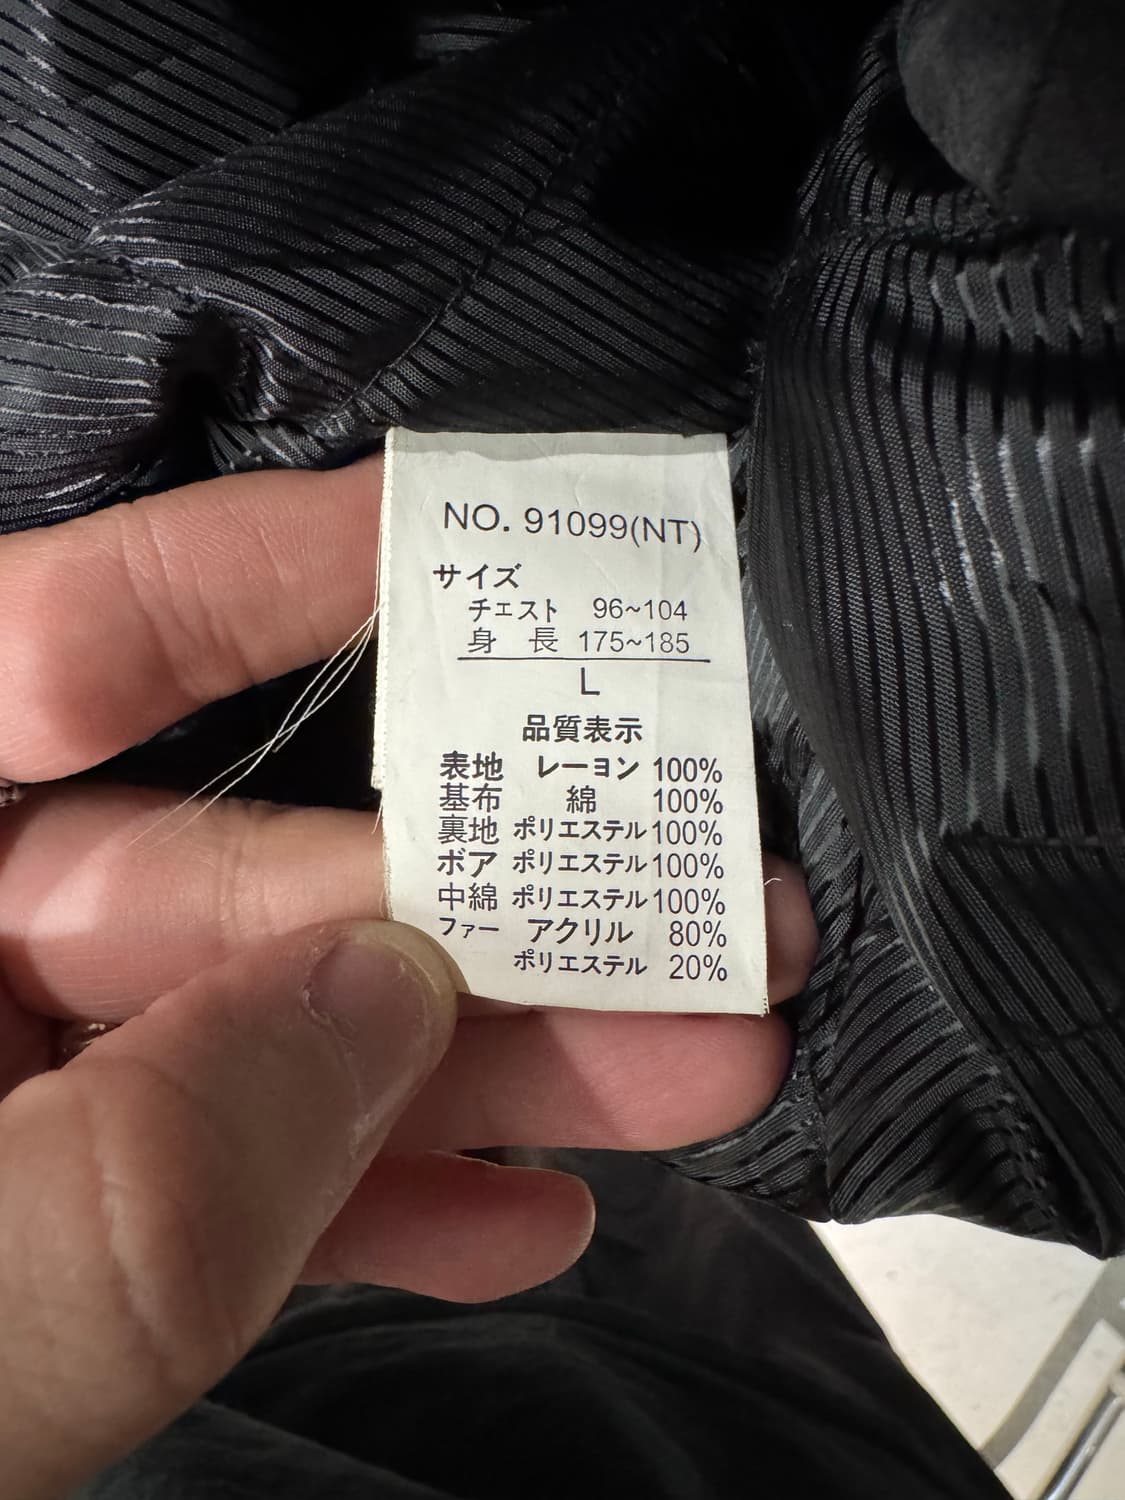 NO. 91099(NT)
サイズ
チェスト 96~104
身 長 175~185
L
品質表示
表地 レーヨン 100%
基布 綿 100%
裏地 ポリエステル 100%
ボア ポリエステル 100%
中綿 ポリエステル 100%
ファー アクリル 80%
ポリエステル 20%